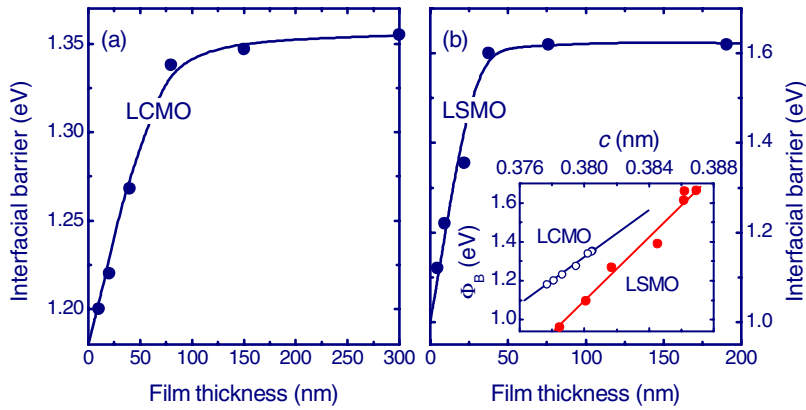 (a)
LCMO
1.35
1.30
1.25
1.20
Interfacial barrier (eV)
0 50 100 150 200 250 300
Film thickness (nm)
(b)
LSMO
1.6
1.4
1.2
1.0
Interfacial barrier (eV)
0 50 100 150 200
Film thickness (nm)
c (nm)
0.376 0.380 0.384 0.388
1.6
1.4
1.2
1.0
Φ_B (eV)
LCMO
LSMO